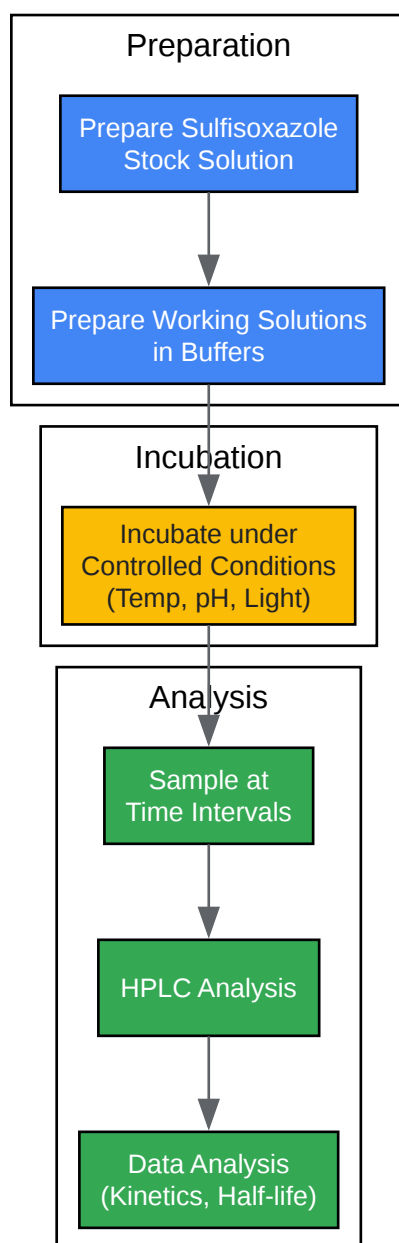 Preparation
Prepare Sulfisoxazole
Stock Solution
Prepare Working Solutions
in Buffers
Incubation
Incubate under
Controlled Conditions
(Temp, pH, Light)
Analysis
Sample at
Time Intervals
HPLC Analysis
Data Analysis
(Kinetics, Half-life)